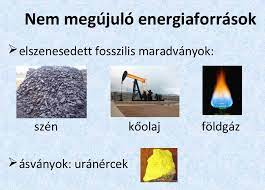 Nem megújuló energiaforrások
➢elszenesedett fosszilis maradványok:
szén kőolaj földgáz
➢ásványok: uránércek